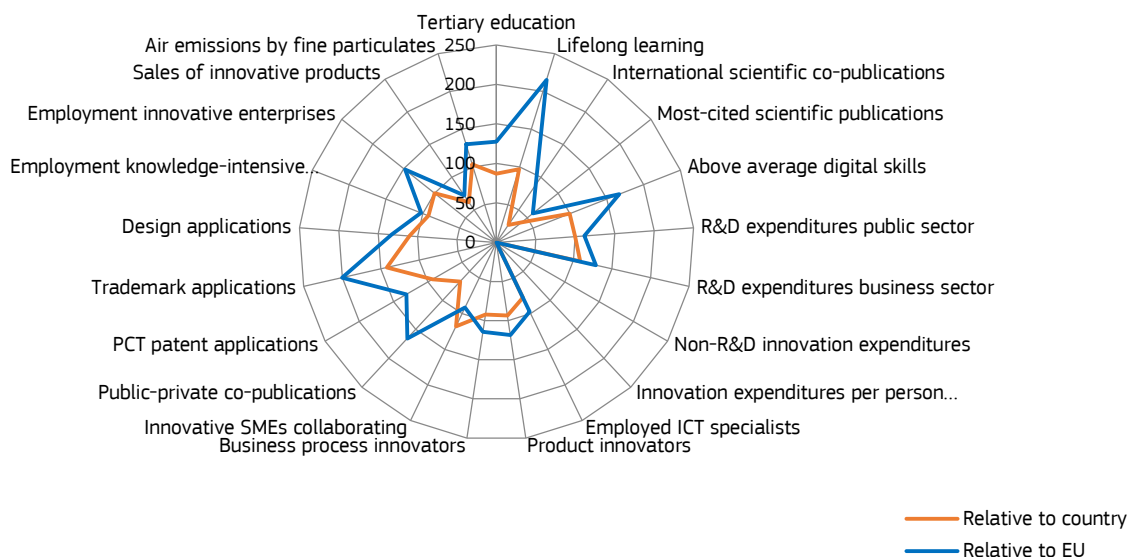 Tertiary education
Lifelong learning
International scientific co-publications
Most-cited scientific publications
Above average digital skills
R&D expenditures public sector
R&D expenditures business sector
Non-R&D innovation expenditures
Innovation expenditures per person...
Employed ICT specialists
Product innovators
Business process innovators
Innovative SMEs collaborating
Public-private co-publications
PCT patent applications
Trademark applications
Design applications
Employment knowledge-intensive...
Employment innovative enterprises
Sales of innovative products
Air emissions by fine particulates
250
200
150
100
50
0
Relative to country
Relative to EU